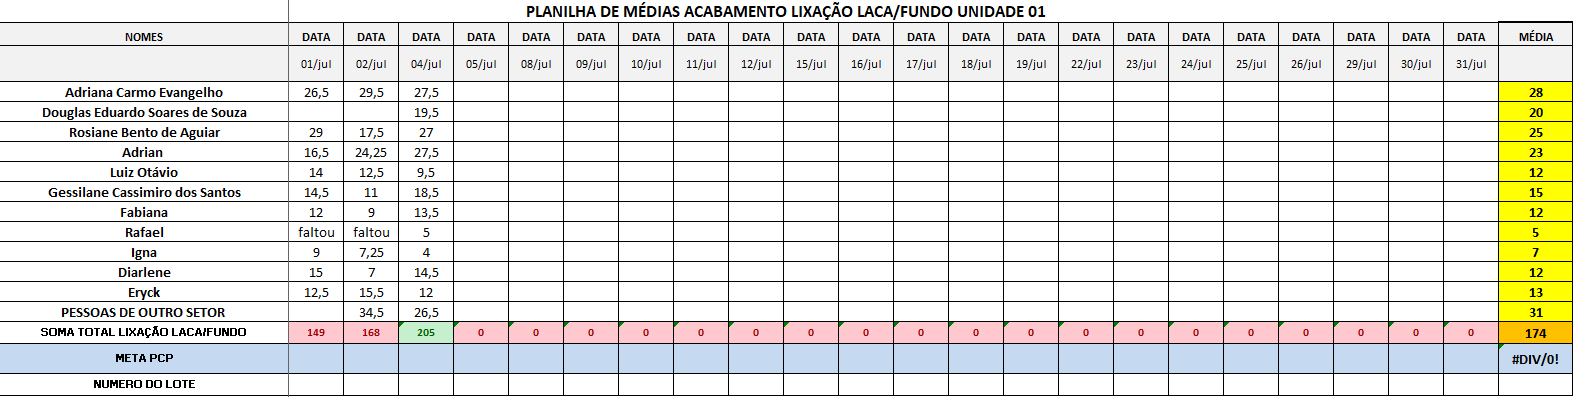 PLANILHA DE MÉDIAS ACABAMENTO LIXAÇÃO LACA/FUNDO UNIDADE 01
NOMES DATA DATA DATA DATA DATA DATA DATA DATA DATA DATA DATA DATA DATA DATA DATA DATA DATA DATA DATA DATA DATA DATA MÉDIA
01/jul 02/jul 04/jul 05/jul 08/jul 09/jul 10/jul 11/jul 12/jul 15/jul 16/jul 17/jul 18/jul 19/jul 22/jul 23/jul 24/jul 25/jul 26/jul 29/jul 30/jul 31/jul
Adriana Carmo Evangelho 26,5 29,5 27,5 28
Douglas Eduardo Soares de Souza 19,5 20
Rosiane Bento de Aguiar 29 17,5 27 25
Adrian 16,5 24,25 27,5 23
Luiz Otávio 14 12,5 9,5 12
Gessilane Cassimiro dos Santos 14,5 11 18,5 15
Fabiana 12 9 13,5 12
Rafael faltou faltou 5 5
Igna 9 7,25 4 7
Diarlene 15 7 14,5 12
Eryck 12,5 15,5 12 13
PESSOAS DE OUTRO SETOR 34,5 26,5 31
SOMA TOTAL LIXAÇÃO LACA/FUNDO 149 168 205 0 0 0 0 0 0 0 0 0 0 0 0 0 0 0 0 0 0 0 174
META PCP #DIV/0!
NUMERO DO LOTE